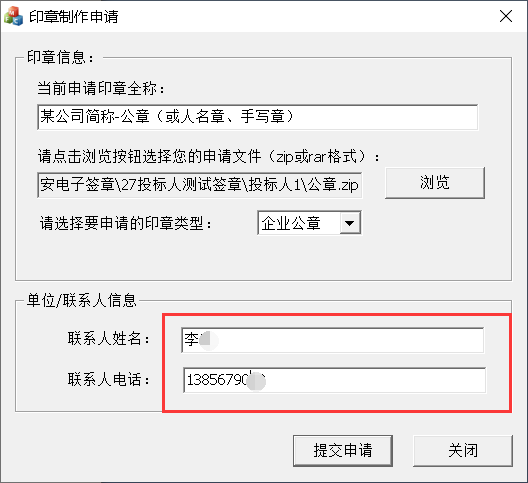 印章制作申请
印章信息：
当前申请印章全称：
某公司简称-公章（或人名章、手写章）
请点击浏览按钮选择您的申请文件（zip或rar格式）：
安电子签章\27投标人测试签章\投标人1\公章.zip
浏览
请选择要申请的印章类型：
企业公章
单位/联系人信息
联系人姓名：
李
联系人电话：
13856790
提交申请
关闭